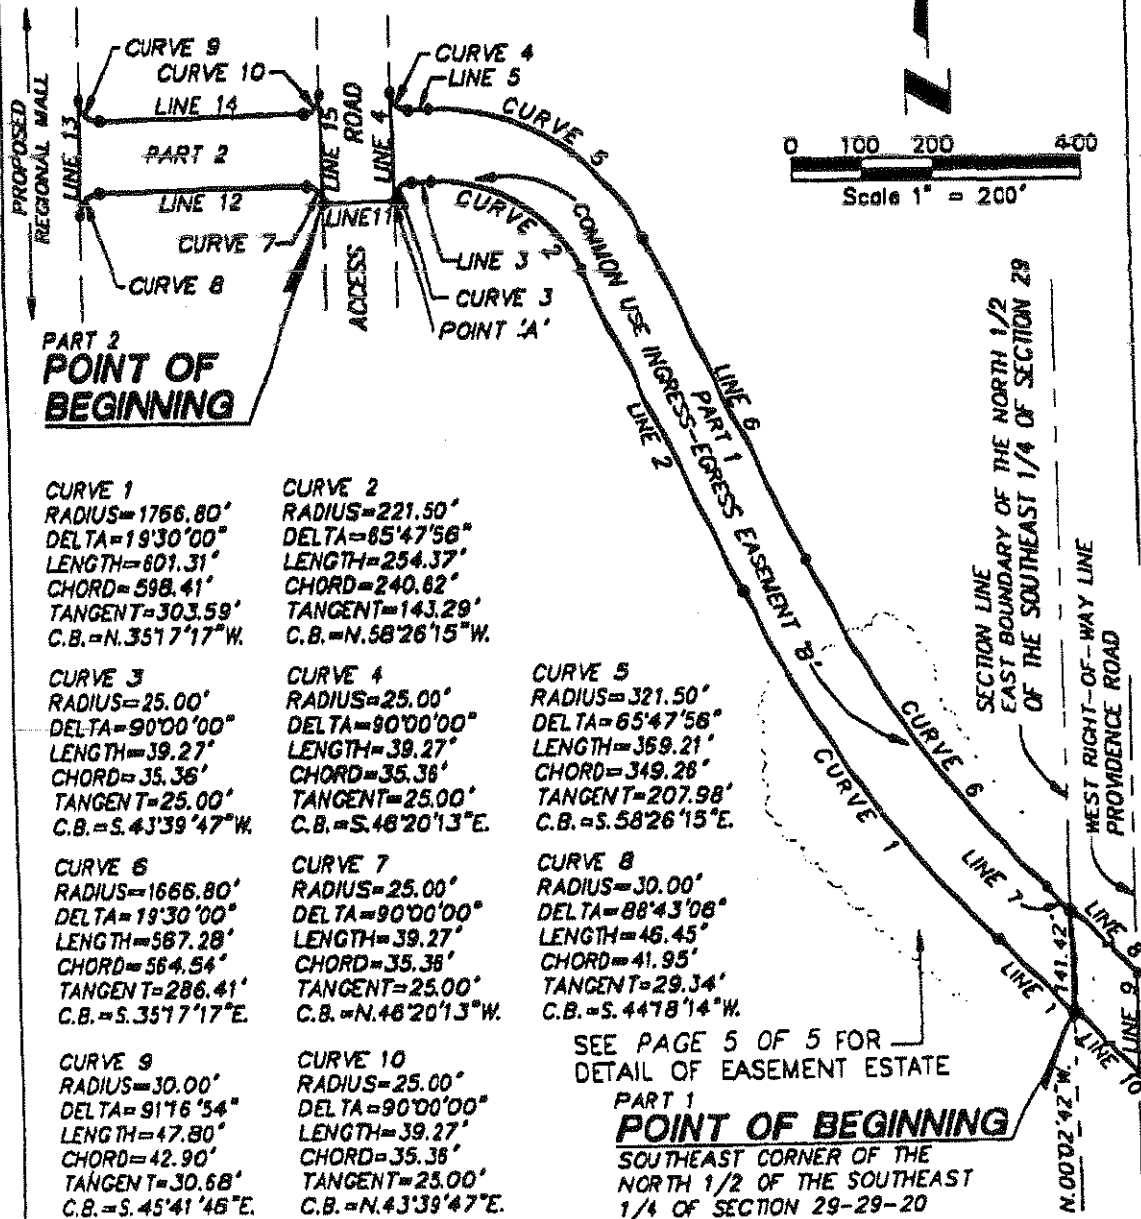 CURVE 9
CURVE 10
LINE 14
PART 2
LINE 12
CURVE 7
CURVE 8
LINE 13
PROPOSED
REGIONAL MALL
LINE 15
ROAD
LINE 4
LINE 11
ACCESS
CURVE 4
LINE 5
CURVE 5
CURVE 2
LINE 3
CURVE 3
POINT 'A'
COMMON USE INGRESS-EGRESS EASEMENT 'B'
PART 1
LINE 6
LINE 2
Z
0 100 200 400
Scale 1" = 200'
PART 2
POINT OF
BEGINNING
SECTION LINE
EAST BOUNDARY OF THE NORTH 1/2
OF THE SOUTHEAST 1/4 OF SECTION 29
WEST RIGHT-OF-WAY LINE
PROVIDENCE ROAD
CURVE 6
CURVE 1
LINE 7
LINE 8
LINE 9
LINE 1
LINE 10
141.42'
N.00°02'42"W.
CURVE 1
RADIUS=1766.80'
DELTA=19°30'00"
LENGTH=601.31'
CHORD=598.41'
TANGENT=303.59'
C.B.=N.35°17'17"W.
CURVE 2
RADIUS=221.50'
DELTA=65°47'56"
LENGTH=254.37'
CHORD=240.62'
TANGENT=143.29'
C.B.=N.58°26'15"W.
CURVE 3
RADIUS=25.00'
DELTA=90°00'00"
LENGTH=39.27'
CHORD=35.36'
TANGENT=25.00'
C.B.=S.43°39'47"W.
CURVE 4
RADIUS=25.00'
DELTA=90°00'00"
LENGTH=39.27'
CHORD=35.36'
TANGENT=25.00'
C.B.=S.46°20'13"E.
CURVE 5
RADIUS=321.50'
DELTA=65°47'56"
LENGTH=369.21'
CHORD=349.26'
TANGENT=207.98'
C.B.=S.58°26'15"E.
CURVE 6
RADIUS=1666.80'
DELTA=19°30'00"
LENGTH=567.28'
CHORD=564.54'
TANGENT=286.41'
C.B.=S.35°17'17"E.
CURVE 7
RADIUS=25.00'
DELTA=90°00'00"
LENGTH=39.27'
CHORD=35.36'
TANGENT=25.00'
C.B.=N.46°20'13"W.
CURVE 8
RADIUS=30.00'
DELTA=88°43'06"
LENGTH=46.45'
CHORD=41.95'
TANGENT=29.34'
C.B.=S.44°18'14"W.
CURVE 9
RADIUS=30.00'
DELTA=91°16'54"
LENGTH=47.80'
CHORD=42.90'
TANGENT=30.68'
C.B.=S.45°41'46"E.
CURVE 10
RADIUS=25.00'
DELTA=90°00'00"
LENGTH=39.27'
CHORD=35.36'
TANGENT=25.00'
C.B.=N.43°39'47"E.
SEE PAGE 5 OF 5 FOR
DETAIL OF EASEMENT ESTATE
PART 1
POINT OF BEGINNING
SOUTHEAST CORNER OF THE
NORTH 1/2 OF THE SOUTHEAST
1/4 OF SECTION 29-29-20